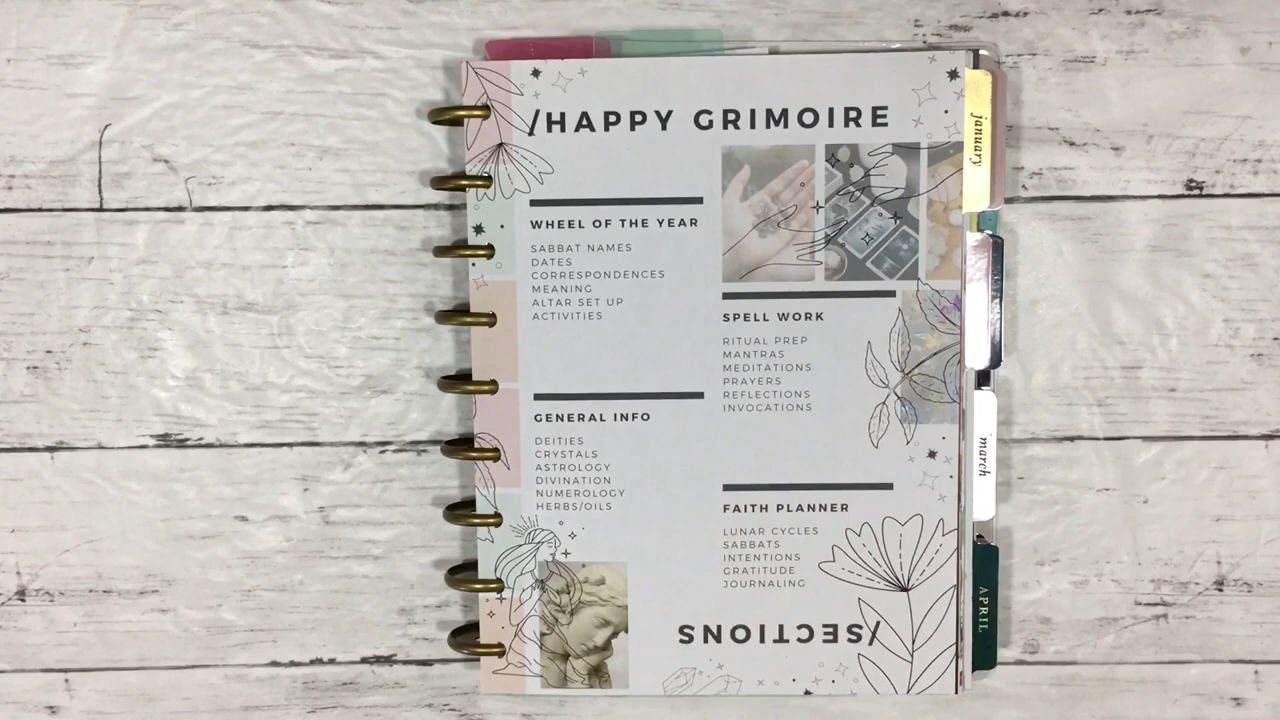 /HAPPY GRIMOIRE
WHEEL OF THE YEAR
SABBAT NAMES
DATES
CORRESPONDENCES
MEANING
ALTAR SET UP
ACTIVITIES
GENERAL INFO
DEITIES
CRYSTALS
ASTROLOGY
DIVINATION
NUMEROLOGY
HERBS/OILS
SPELL WORK
RITUAL PREP
MANTRAS
MEDITATIONS
PRAYERS
REFLECTIONS
INVOCATIONS
FAITH PLANNER
LUNAR CYCLES
SABBATS
INTENTIONS
GRATITUDE
JOURNALING
/SECTIONS
january
march
APRIL